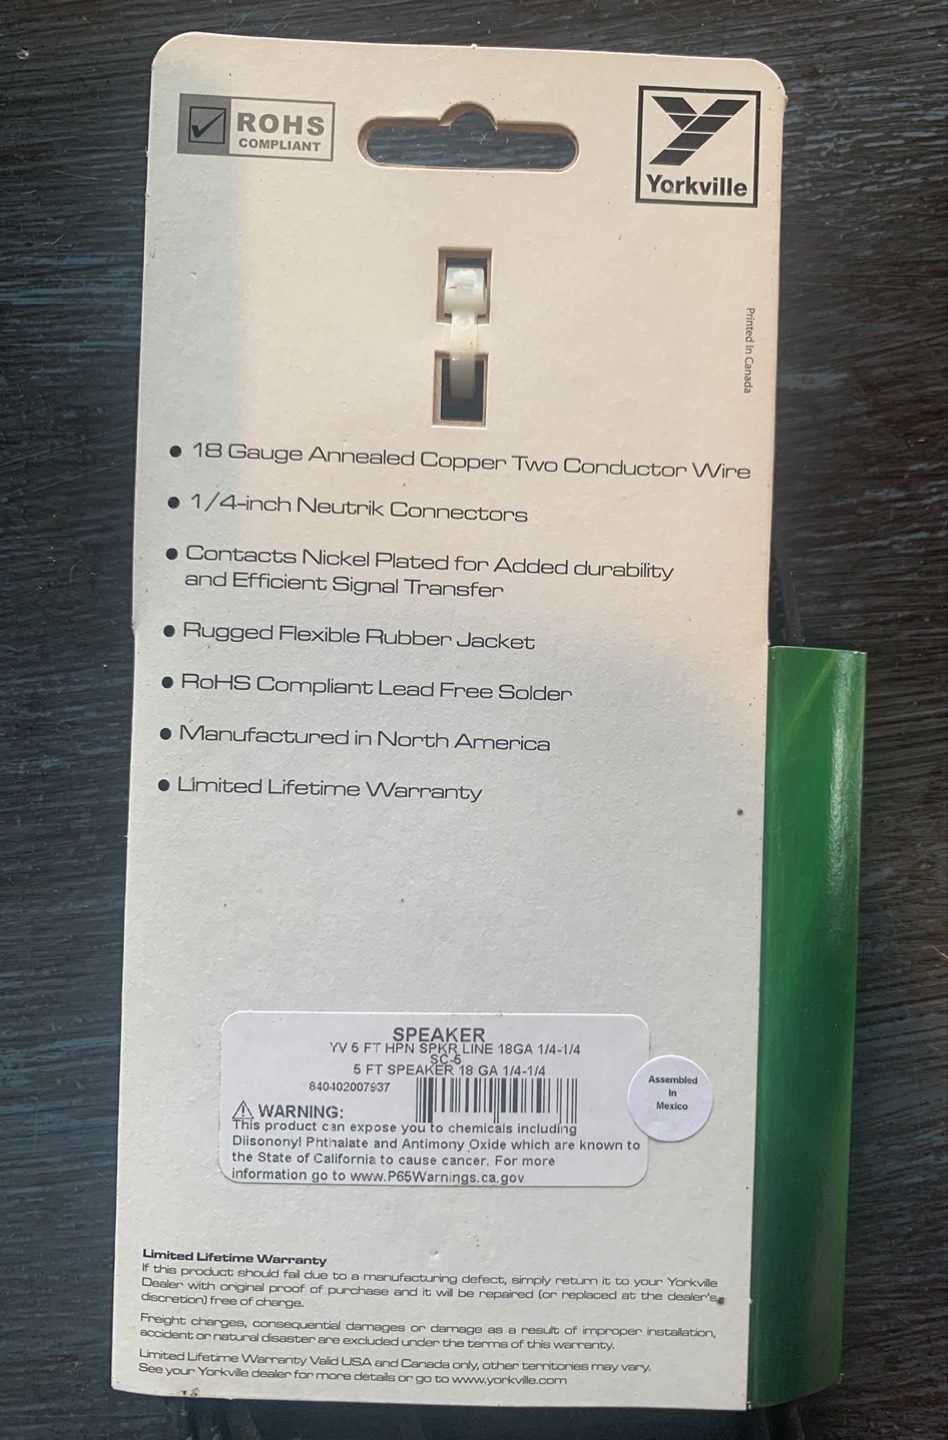 ROHS
COMPLIANT
Yorkville
Printed In Canada
• 18 Gauge Annealed Copper Two Conductor Wire
• 1/4-inch Neutrik Connectors
• Contacts Nickel Plated for Added durability
and Efficient Signal Transfer
• Rugged Flexible Rubber Jacket
• RoHS Compliant Lead Free Solder
• Manufactured in North America
• Limited Lifetime Warranty
SPEAKER
YV 5 FT HPN SPKR LINE 18GA 1/4-1/4
SC-5
5 FT SPEAKER 18 GA 1/4-1/4
840402007937
WARNING:
This product can expose you to chemicals including
Diisononyl Phthalate and Antimony Oxide which are known to
the State of California to cause cancer. For more
information go to www.P65Warnings.ca.gov
Assembled
In
Mexico
Limited Lifetime Warranty
If this product should fail due to a manufacturing defect, simply return it to your Yorkville
Dealer with original proof of purchase and it will be repaired (or replaced at the dealer's
discretion) free of charge.
Freight charges, consequential damages or damage as a result of improper installation,
accident or natural disaster are excluded under the terms of this warranty.
Limited Lifetime Warranty Valid USA and Canada only, other territories may vary.
See your Yorkville dealer for more details or go to www.yorkville.com